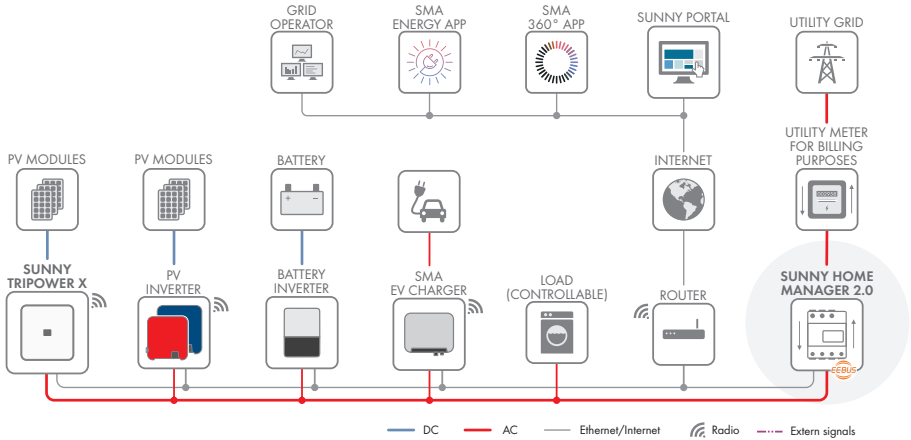 GRID
OPERATOR
SMA
ENERGY APP
SMA
360° APP
SUNNY PORTAL
UTILITY GRID
PV MODULES
PV MODULES
BATTERY
INTERNET
UTILITY METER
FOR BILLING
PURPOSES
SUNNY
TRIPOWER X
PV
INVERTER
BATTERY
INVERTER
SMA
EV CHARGER
LOAD
(CONTROLLABLE)
ROUTER
SUNNY HOME
MANAGER 2.0
EEBUS
DC
AC
Ethernet/Internet
Radio
Extern signals